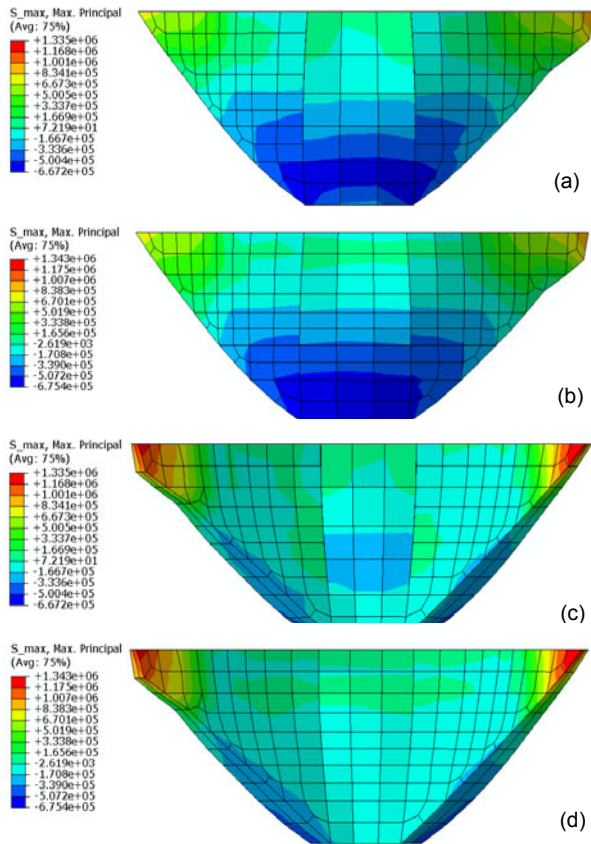 S_max, Max. Principal
(Avg: 75%)
+1.335e+06
+1.168e+06
+1.001e+06
+8.341e+05
+6.673e+05
+5.005e+05
+3.337e+05
+1.669e+05
+7.219e+01
-1.667e+05
-3.336e+05
-5.004e+05
-6.672e+05
(a)
S_max, Max. Principal
(Avg: 75%)
+1.343e+06
+1.175e+06
+1.007e+06
+8.383e+05
+6.701e+05
+5.019e+05
+3.338e+05
+1.656e+05
-2.619e+03
-1.708e+05
-3.390e+05
-5.072e+05
-6.754e+05
(b)
S_max, Max. Principal
(Avg: 75%)
+1.335e+06
+1.168e+06
+1.001e+06
+8.341e+05
+6.673e+05
+5.005e+05
+3.337e+05
+1.669e+05
+7.219e+01
-1.667e+05
-3.336e+05
-5.004e+05
-6.672e+05
(c)
S_max, Max. Principal
(Avg: 75%)
+1.343e+06
+1.175e+06
+1.007e+06
+8.383e+05
+6.701e+05
+5.019e+05
+3.338e+05
+1.656e+05
-2.619e+03
-1.708e+05
-3.390e+05
-5.072e+05
-6.754e+05
(d)